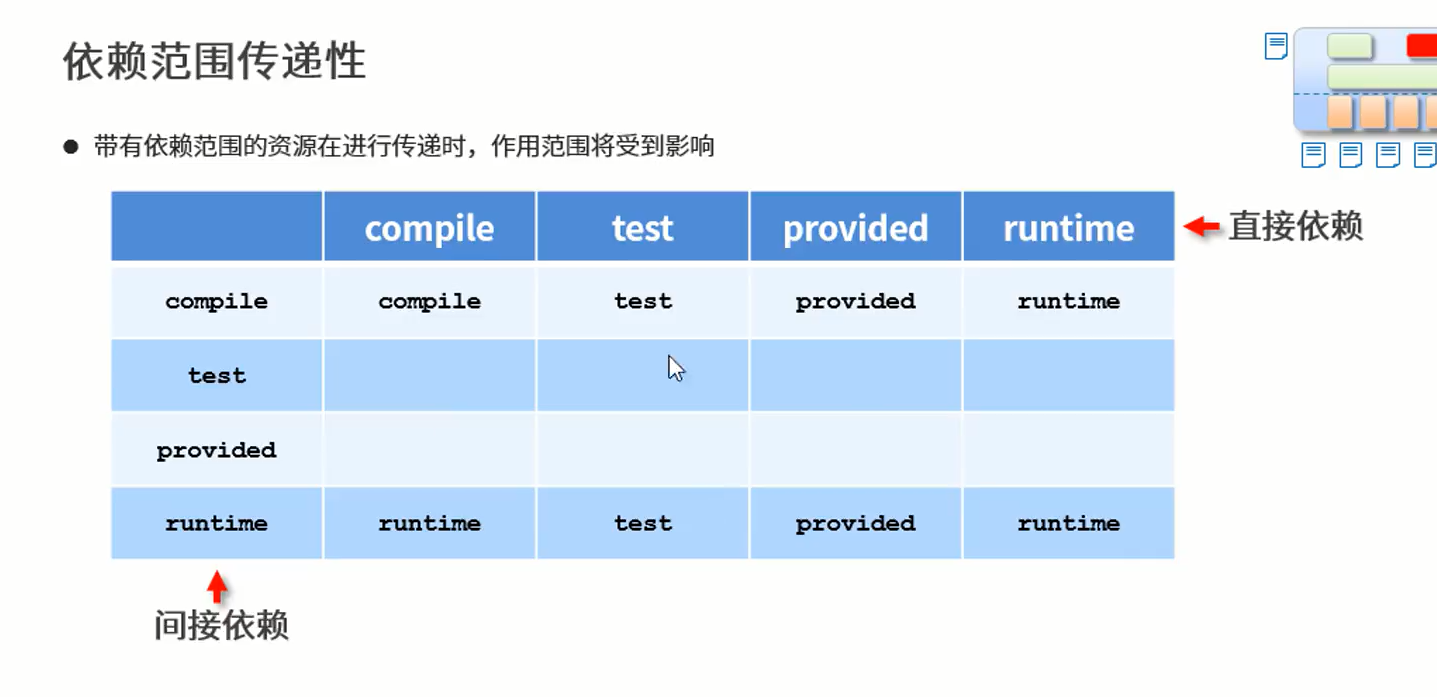 依赖范围传递性
带有依赖范围的资源在进行传递时，作用范围将受到影响
compile test provided runtime
直接依赖
compile compile test provided runtime
test
provided
runtime runtime test provided runtime
间接依赖